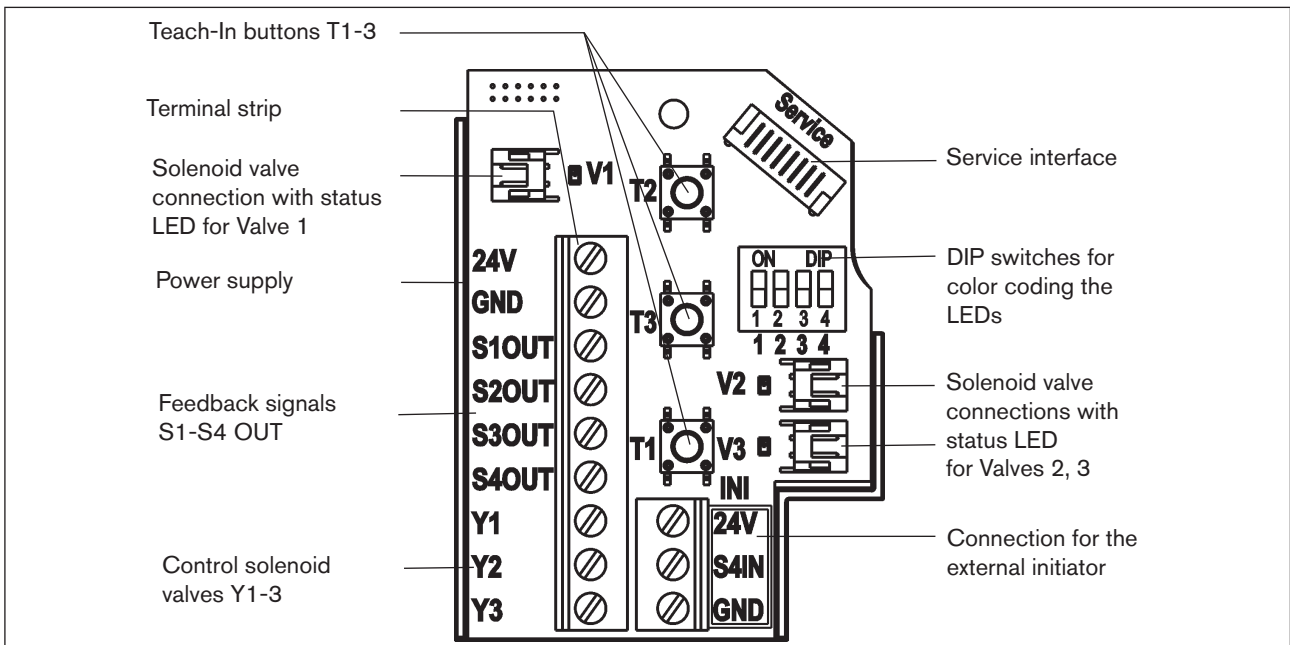 Teach-In buttons T1-3
Terminal strip
Solenoid valve
connection with status
LED for Valve 1
Power supply
Feedback signals
S1-S4 OUT
Control solenoid
valves Y1-3
Service
V1
T2
24V
GND
S1OUT
S2OUT
S3OUT
S4OUT
Y1
Y2
Y3
T3
T1
ON DIP
1 2 3 4
1 2 3 4
V2
V3
INI
24V
S4IN
GND
Service interface
DIP switches for
color coding the
LEDs
Solenoid valve
connections with
status LED
for Valves 2, 3
Connection for the
external initiator